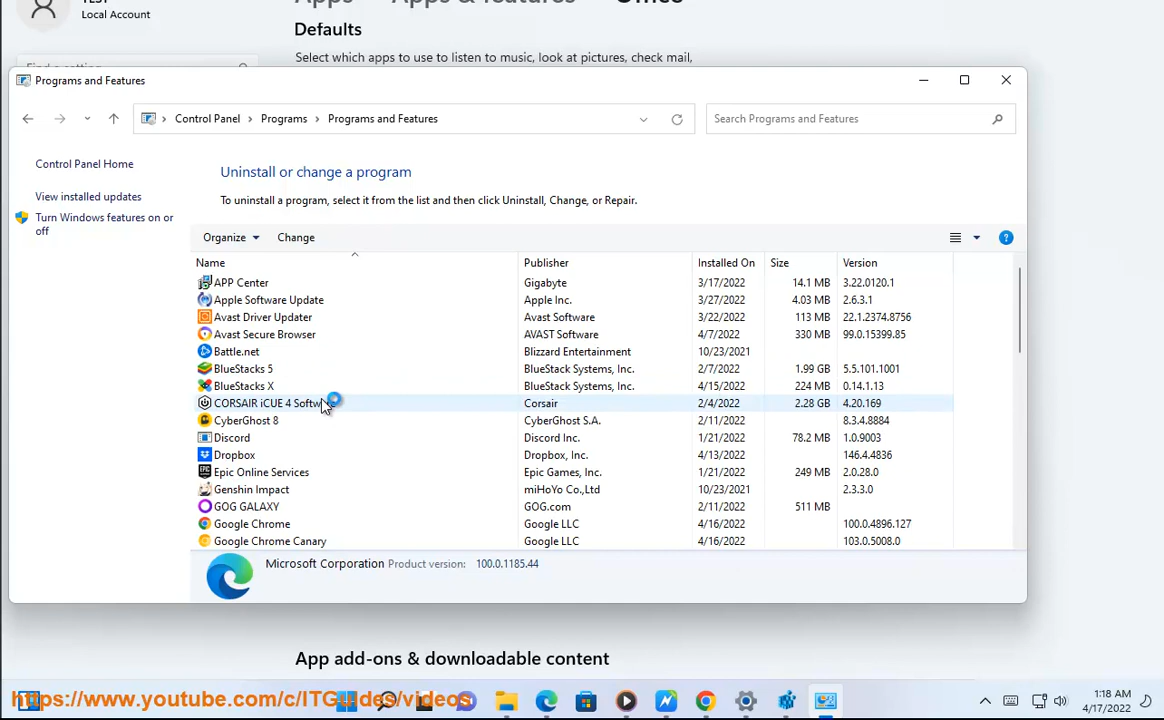 Local Account
Apps › Apps & features › Office
Defaults
Select which apps to use to listen to music, look at pictures, check mail,
Find a setting
Programs and Features
Control Panel › Programs › Programs and Features
Search Programs and Features
Control Panel Home
View installed updates
Turn Windows features on or
off
Uninstall or change a program
To uninstall a program, select it from the list and then click Uninstall, Change, or Repair.
Organize Change
Name Publisher Installed On Size Version
APP Center Gigabyte 3/17/2022 14.1 MB 3.22.0120.1
Apple Software Update Apple Inc. 3/27/2022 4.03 MB 2.6.3.1
Avast Driver Updater Avast Software 3/22/2022 113 MB 22.1.2374.8756
Avast Secure Browser AVAST Software 4/7/2022 330 MB 99.0.15399.85
Battle.net Blizzard Entertainment 10/23/2021
BlueStacks 5 BlueStack Systems, Inc. 2/7/2022 1.99 GB 5.5.101.1001
BlueStacks X BlueStack Systems, Inc. 4/15/2022 224 MB 0.14.1.13
CORSAIR iCUE 4 Software Corsair 2/4/2022 2.28 GB 4.20.169
CyberGhost 8 CyberGhost S.A. 2/11/2022 8.3.4.8884
Discord Discord Inc. 1/21/2022 78.2 MB 1.0.9003
Dropbox Dropbox, Inc. 4/13/2022 146.4.4836
Epic Online Services Epic Games, Inc. 1/21/2022 249 MB 2.0.28.0
Genshin Impact miHoYo Co.,Ltd 10/23/2021 2.3.3.0
GOG GALAXY GOG.com 2/11/2022 511 MB
Google Chrome Google LLC 4/16/2022 100.0.4896.127
Google Chrome Canary Google LLC 4/16/2022 103.0.5008.0
Microsoft Corporation Product version: 100.0.1185.44
App add-ons & downloadable content
https://www.youtube.com/c/ITGuides/videos
1:18 AM
4/17/2022